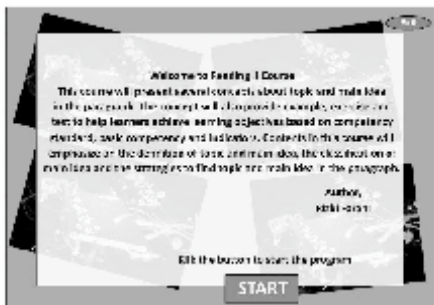 Welcome to Reading 1 Course
This course will present several concepts about topic and main idea
in the paragraph. The concept will also provide example, exercise and
test to help learners achieve learning objectives based on competency
standard, basic competency and indicators. Contents in this course will
emphasize on the definition of topic and main idea, the classification of
main idea and the strategies to find topic and main idea in the paragraph.
Author,
Klik the button to start the program
START